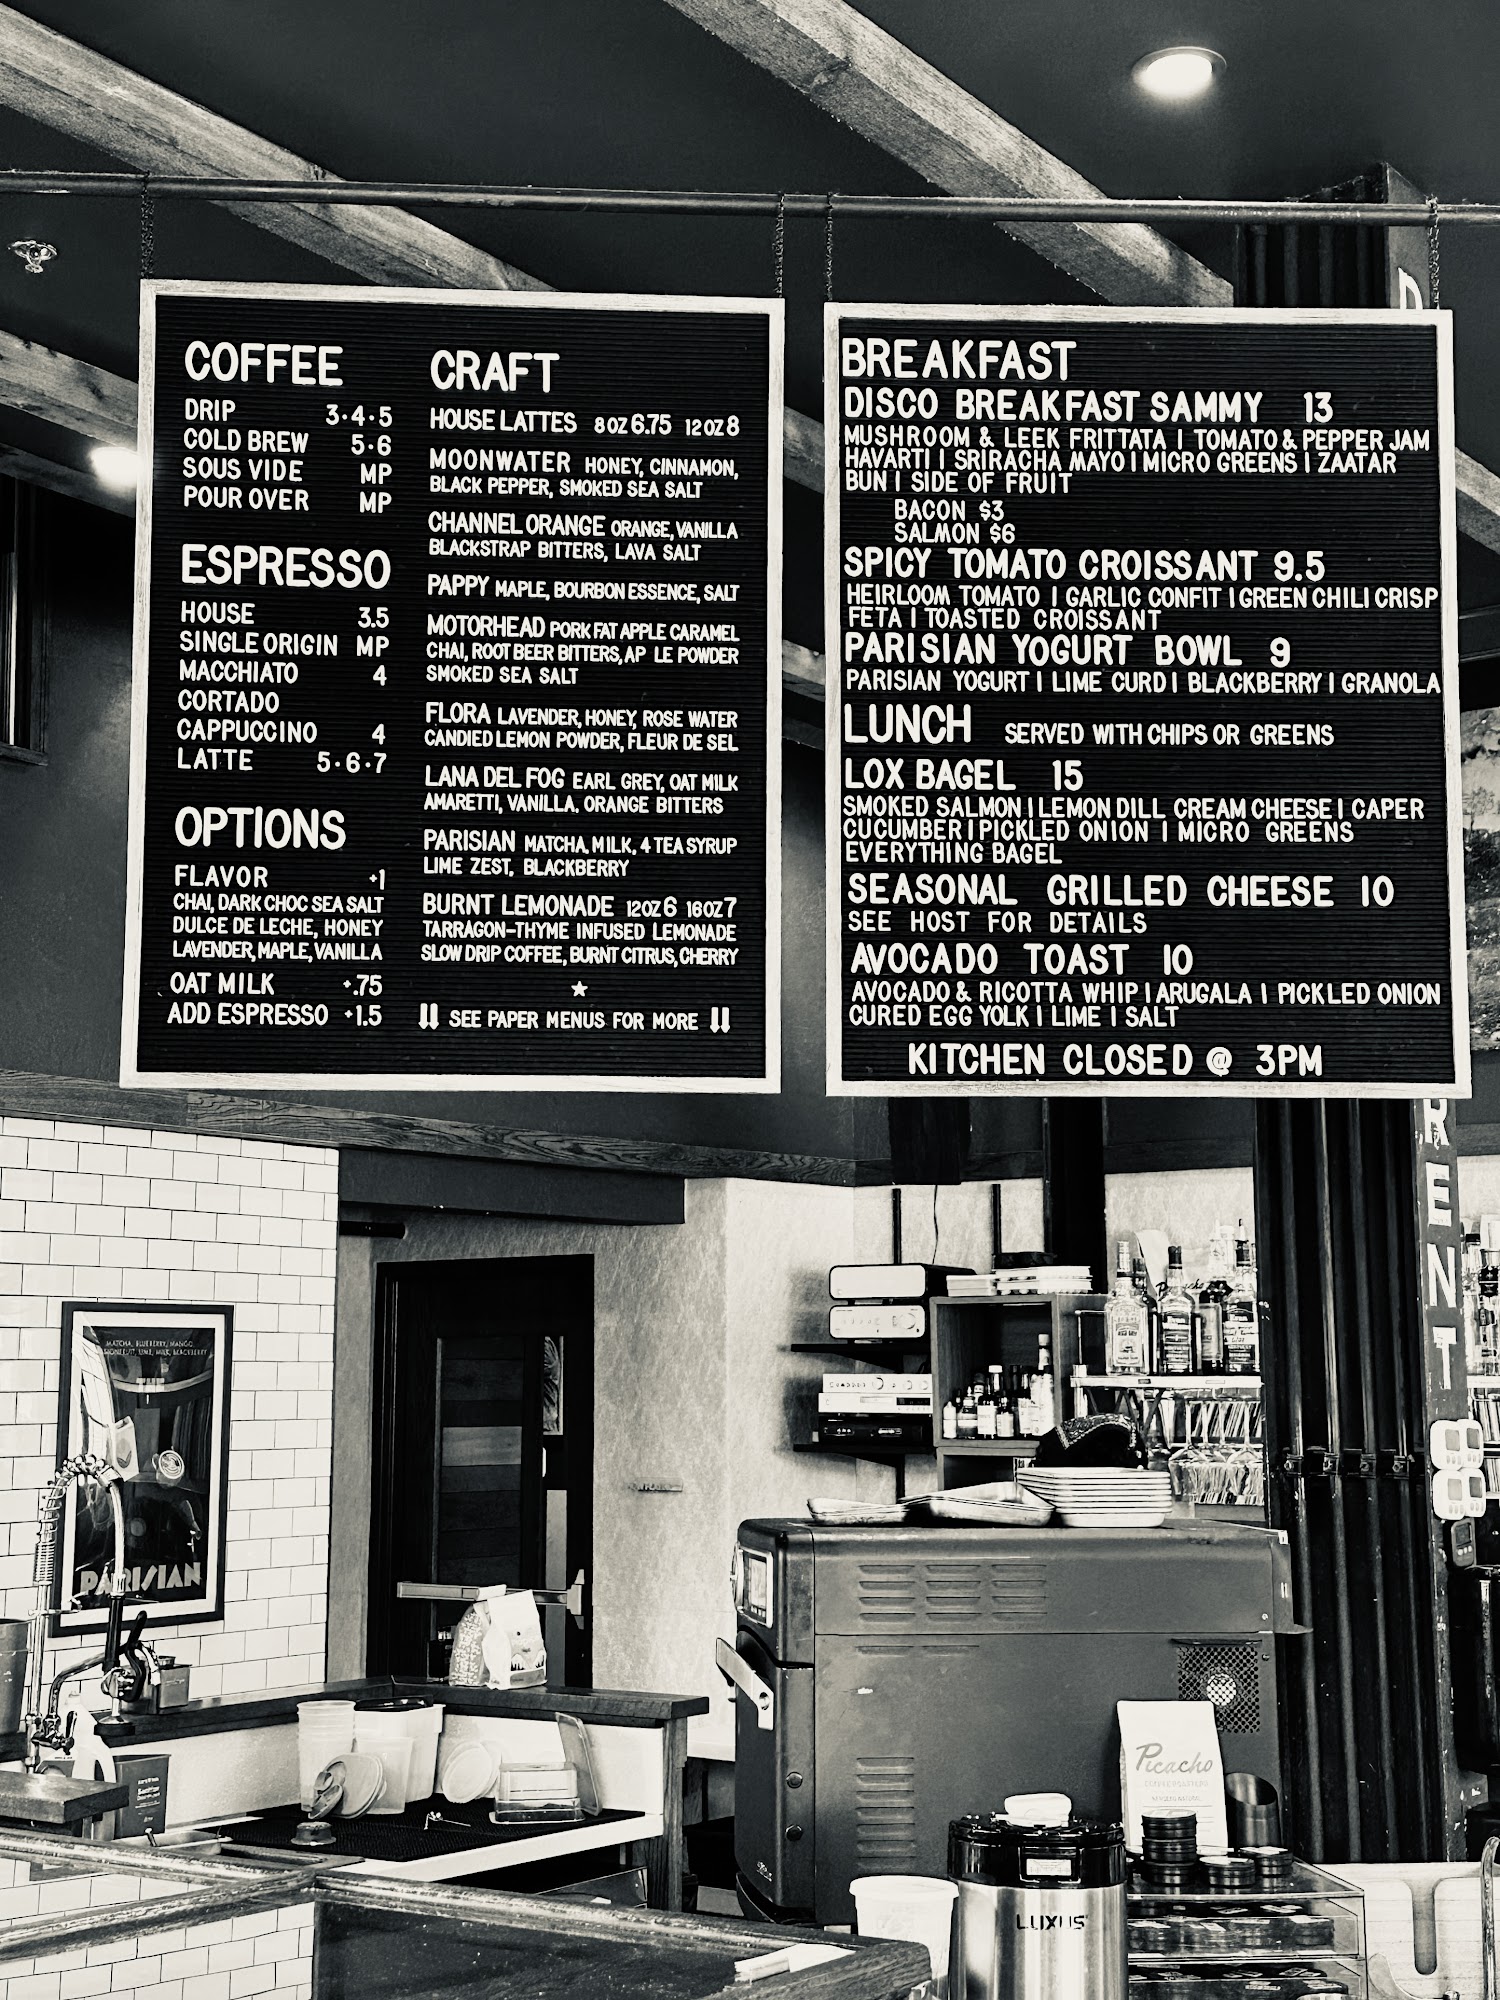 COFFEE
DRIP 3·4·5
COLD BREW 5·6
SOUS VIDE MP
POUR OVER MP
ESPRESSO
HOUSE 3.5
SINGLE ORIGIN MP
MACCHIATO 4
CORTADO
CAPPUCCINO 4
LATTE 5·6·7
OPTIONS
FLAVOR +1
CHAI, DARK CHOC SEA SALT
DULCE DE LECHE, HONEY
LAVENDER, MAPLE, VANILLA
OAT MILK +.75
ADD ESPRESSO +1.5
CRAFT
HOUSE LATTES 8OZ 6.75 12OZ 8
MOONWATER HONEY, CINNAMON,
BLACK PEPPER, SMOKED SEA SALT
CHANNEL ORANGE ORANGE, VANILLA
BLACKSTRAP BITTERS, LAVA SALT
PAPPY MAPLE, BOURBON ESSENCE, SALT
MOTORHEAD PORK FAT APPLE CARAMEL
CHAI, ROOT BEER BITTERS, AP LE POWDER
SMOKED SEA SALT
FLORA LAVENDER, HONEY, ROSE WATER
CANDIED LEMON POWDER, FLEUR DE SEL
LANA DEL FOG EARL GREY, OAT MILK
AMARETTI, VANILLA. ORANGE BITTERS
PARISIAN MATCHA. MILK, 4 TEA SYRUP
LIME ZEST, BLACKBERRY
BURNT LEMONADE 12OZ 6 16OZ 7
TARRAGON-THYME INFUSED LEMONADE
SLOW DRIP COFFEE, BURNT CITRUS, CHERRY
★
⇓ SEE PAPER MENUS FOR MORE ⇓
BREAKFAST
DISCO BREAKFAST SAMMY 13
MUSHROOM & LEEK FRITTATA | TOMATO & PEPPER JAM
HAVARTI | SRIRACHA MAYO | MICRO GREENS | ZAATAR
BUN | SIDE OF FRUIT
BACON $3
SALMON $6
SPICY TOMATO CROISSANT 9.5
HEIRLOOM TOMATO | GARLIC CONFIT | GREEN CHILI CRISP
FETA | TOASTED CROISSANT
PARISIAN YOGURT BOWL 9
PARISIAN YOGURT | LIME CURD | BLACKBERRY | GRANOLA
LUNCH SERVED WITH CHIPS OR GREENS
LOX BAGEL 15
SMOKED SALMON | LEMON DILL CREAM CHEESE | CAPER
CUCUMBER | PICKLED ONION | MICRO GREENS
EVERYTHING BAGEL
SEASONAL GRILLED CHEESE 10
SEE HOST FOR DETAILS
AVOCADO TOAST 10
AVOCADO & RICOTTA WHIP | ARUGALA | PICKLED ONION
CURED EGG YOLK | LIME | SALT
KITCHEN CLOSED @ 3PM
RENT
MATCHA, BLUEBERRY, MANGO,
LIME, MILK, BLACKBERRY
THE
PARISIAN
Picacho
COFFEE ROASTERS
LUXUS